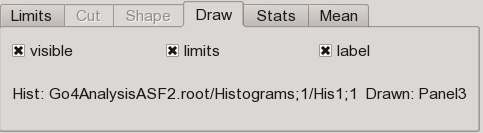 Limits Cut Shape Draw Stats Mean
visible limits label
Hist: Go4AnalysisASF2.root/Histograms;1/His1;1 Drawn: Panel3